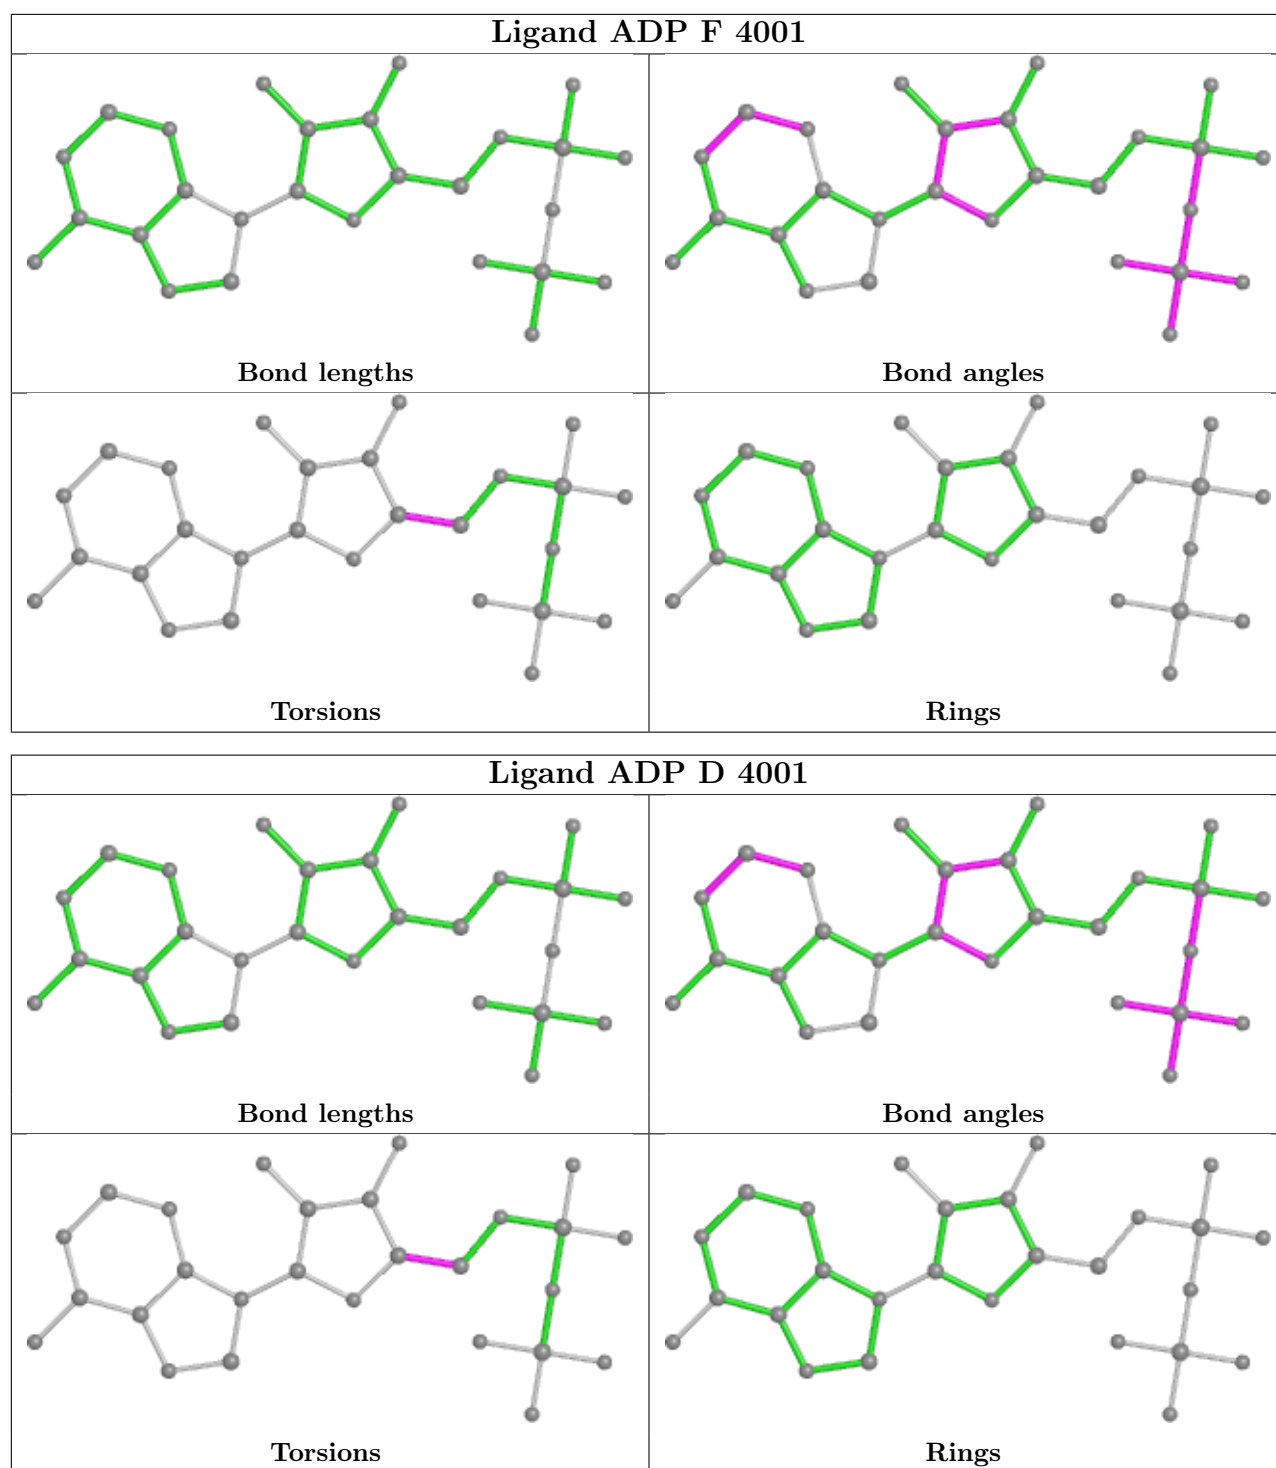 Ligand ADP F 4001
Bond lengths
Bond angles
Torsions
Rings
Ligand ADP D 4001
Bond lengths
Bond angles
Torsions
Rings